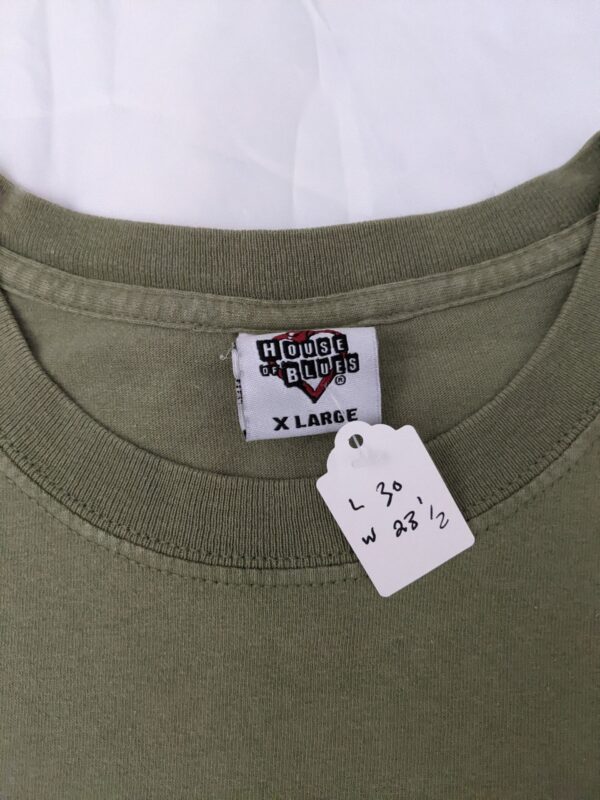 HOUSE
OF BLUES®
X LARGE
L 30
W 23 1/2